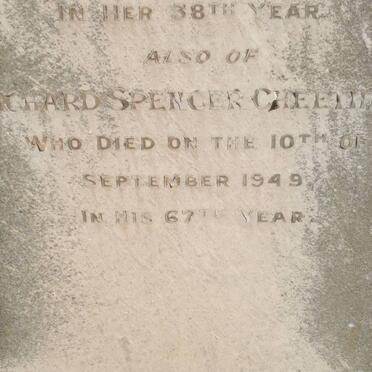 IN HER 38TH YEAR.
ALSO OF
RICHARD SPENCER
WHO DIED ON THE 10TH OF
SEPTEMBER 1949
IN HIS 67TH YEAR.